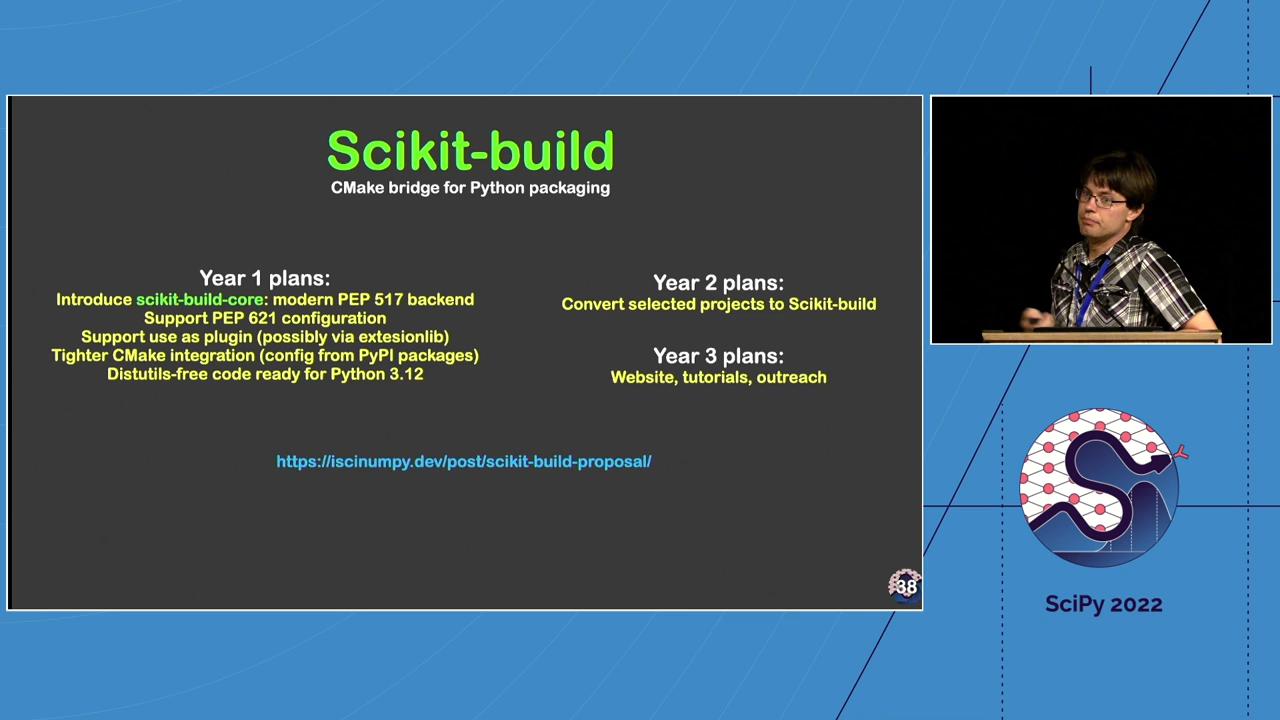 Scikit-build
CMake bridge for Python packaging
Year 1 plans:
Introduce scikit-build-core: modern PEP 517 backend
Support PEP 621 configuration
Support use as plugin (possibly via extesionlib)
Tighter CMake integration (config from PyPI packages)
Distutils-free code ready for Python 3.12
Year 2 plans:
Convert selected projects to Scikit-build
Year 3 plans:
Website, tutorials, outreach
https://iscinumpy.dev/post/scikit-build-proposal/
38
SciPy 2022